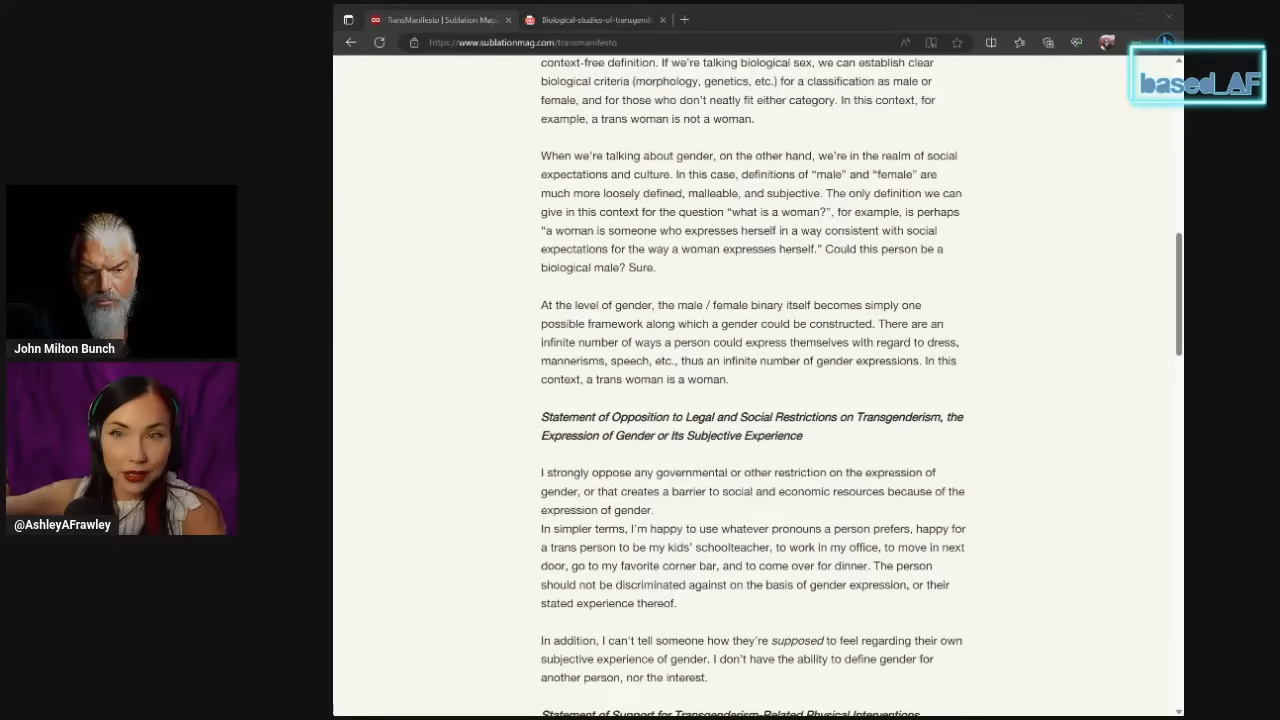 TransManifesto | Sublation Mag
Biological-studies-of-transgend
https://www.sublationmag.com/transmanifesto
based_AF
context-free definition. If we're talking biological sex, we can establish clear
biological criteria (morphology, genetics, etc.) for a classification as male or
female, and for those who don't neatly fit either category. In this context, for
example, a trans woman is not a woman.
When we're talking about gender, on the other hand, we're in the realm of social
expectations and culture. In this case, definitions of “male” and “female” are
much more loosely defined, malleable, and subjective. The only definition we can
give in this context for the question “what is a woman?”, for example, is perhaps
“a woman is someone who expresses herself in a way consistent with social
expectations for the way a woman expresses herself.” Could this person be a
biological male? Sure.
At the level of gender, the male / female binary itself becomes simply one
possible framework along which a gender could be constructed. There are an
infinite number of ways a person could express themselves with regard to dress,
mannerisms, speech, etc., thus an infinite number of gender expressions. In this
context, a trans woman is a woman.
Statement of Opposition to Legal and Social Restrictions on Transgenderism, the
Expression of Gender or Its Subjective Experience
I strongly oppose any governmental or other restriction on the expression of
gender, or that creates a barrier to social and economic resources because of the
expression of gender.
In simpler terms, I'm happy to use whatever pronouns a person prefers, happy for
a trans person to be my kids' schoolteacher, to work in my office, to move in next
door, go to my favorite corner bar, and to come over for dinner. The person
should not be discriminated against on the basis of gender expression, or their
stated experience thereof.
In addition, I can't tell someone how they're supposed to feel regarding their own
subjective experience of gender. I don't have the ability to define gender for
another person, nor the interest.
Statement of Support for Transgenderism-Related Physical Interventions
John Milton Bunch
@AshleyAFrawley